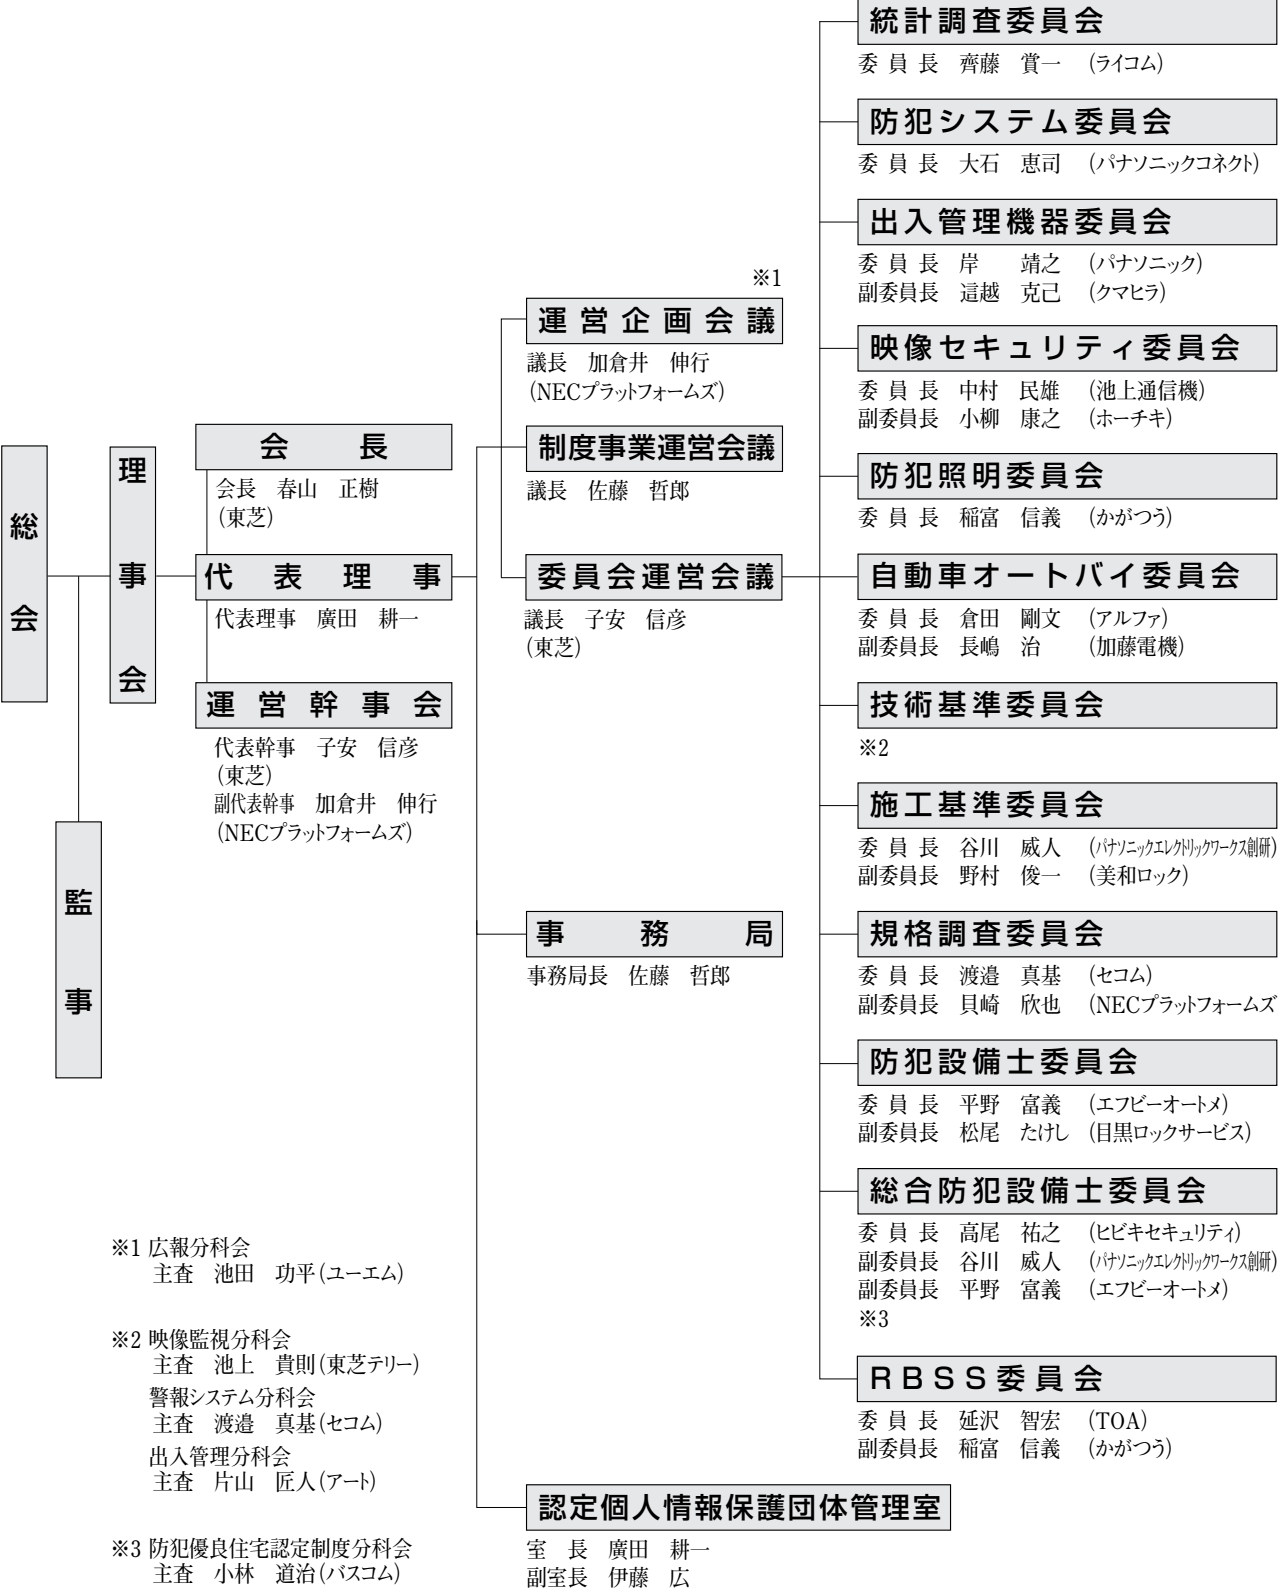 総会
監事
理事会
会長
会長 春山 正樹
(東芝)
代表理事
代表理事 廣田 耕一
運営幹事会
代表幹事 子安 信彦
(東芝)
副代表幹事 加倉井 伸行
(NECプラットフォームズ)
※1
運営企画会議
議長 加倉井 伸行
(NECプラットフォームズ)
制度事業運営会議
議長 佐藤 哲郎
委員会運営会議
議長 子安 信彦
(東芝)
事務局
事務局長 佐藤 哲郎
認定個人情報保護団体管理室
室長 廣田 耕一
副室長 伊藤 広
統計調査委員会
委員長 齊藤 賞一 (ライコム)
防犯システム委員会
委員長 大石 恵司 (パナソニックコネクト)
出入管理機器委員会
委員長 岸 靖之 (パナソニック)
副委員長 這越 克己 (クマヒラ)
映像セキュリティ委員会
委員長 中村 民雄 (池上通信機)
副委員長 小柳 康之 (ホーチキ)
防犯照明委員会
委員長 稲富 信義 (かがつう)
自動車オートバイ委員会
委員長 倉田 剛文 (アルファ)
副委員長 長嶋 治 (加藤電機)
技術基準委員会
※2
施工基準委員会
委員長 谷川 威人 (パナソニックエレクトリックワークス創研)
副委員長 野村 俊一 (美和ロック)
規格調査委員会
委員長 渡邉 真基 (セコム)
副委員長 貝崎 欣也 (NECプラットフォームズ
防犯設備士委員会
委員長 平野 富義 (エフビーオートメ)
副委員長 松尾 たけし (目黒ロックサービス)
総合防犯設備士委員会
委員長 高尾 祐之 (ヒビキセキュリティ)
副委員長 谷川 威人 (パナソニックエレクトリックワークス創研)
副委員長 平野 富義 (エフビーオートメ)
※3
RBSS委員会
委員長 延沢 智宏 (TOA)
副委員長 稲富 信義 (かがつう)
※1 広報分科会
主査 池田 功平(ユーエム)
※2 映像監視分科会
主査 池上 貴則(東芝テリー)
警報システム分科会
主査 渡邉 真基(セコム)
出入管理分科会
主査 片山 匠人(アート)
※3 防犯優良住宅認定制度分科会
主査 小林 道治(バスコム)